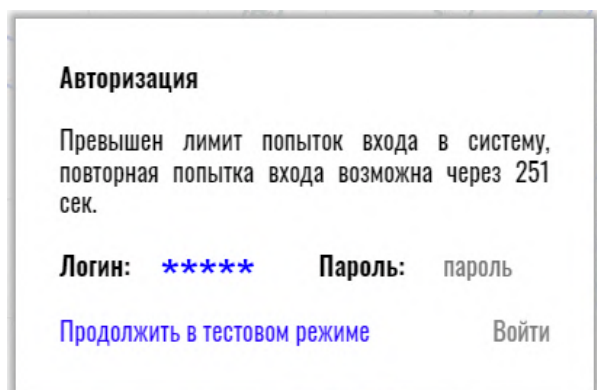 Авторизация
Превышен лимит попыток входа в систему,
повторная попытка входа возможна через 251
сек.
Логин: ***** Пароль: пароль
Продолжить в тестовом режиме Войти